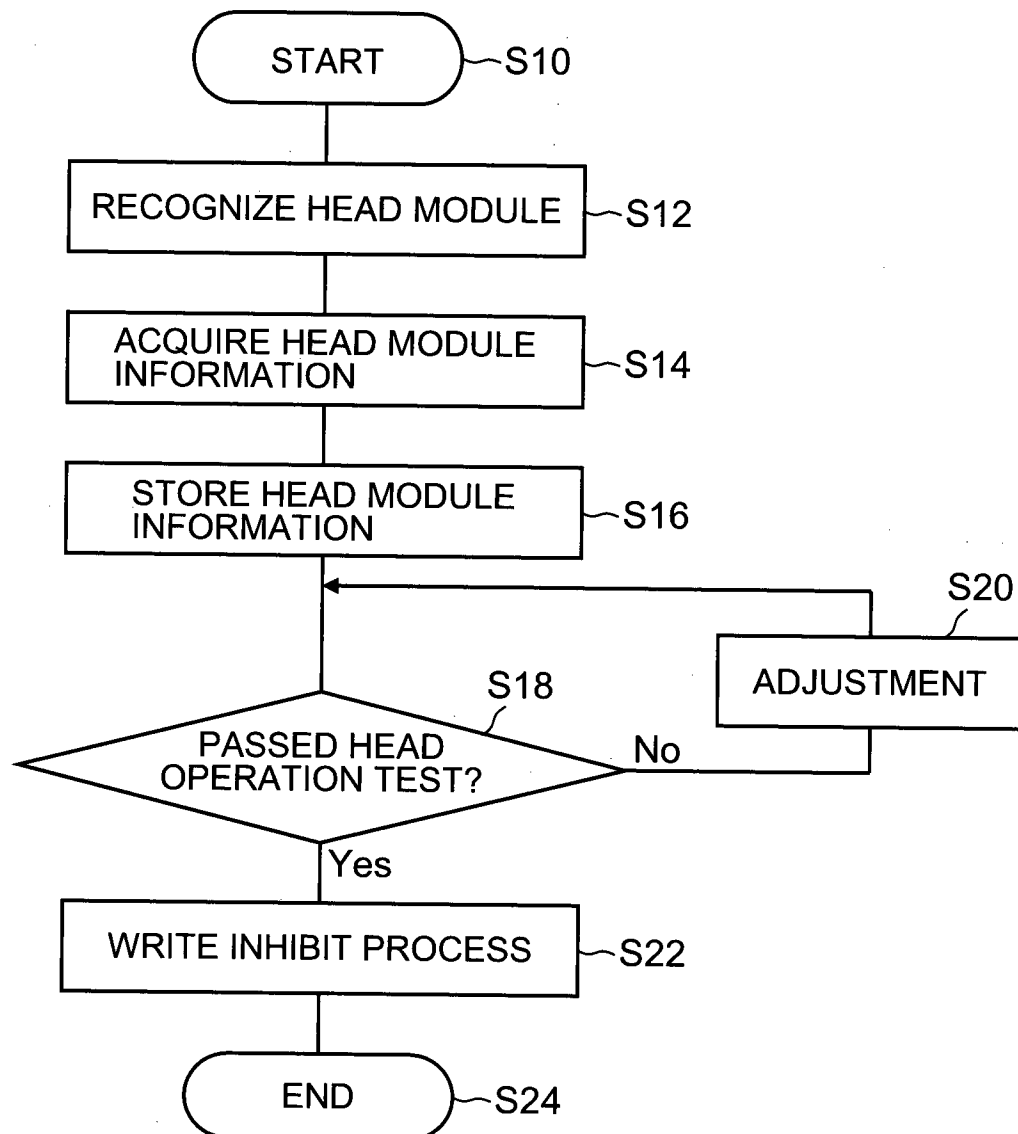 START
S10
RECOGNIZE HEAD MODULE
S12
ACQUIRE HEAD MODULE
INFORMATION
S14
STORE HEAD MODULE
INFORMATION
S16
S20
ADJUSTMENT
S18
PASSED HEAD
OPERATION TEST?
No
Yes
WRITE INHIBIT PROCESS
S22
END
S24